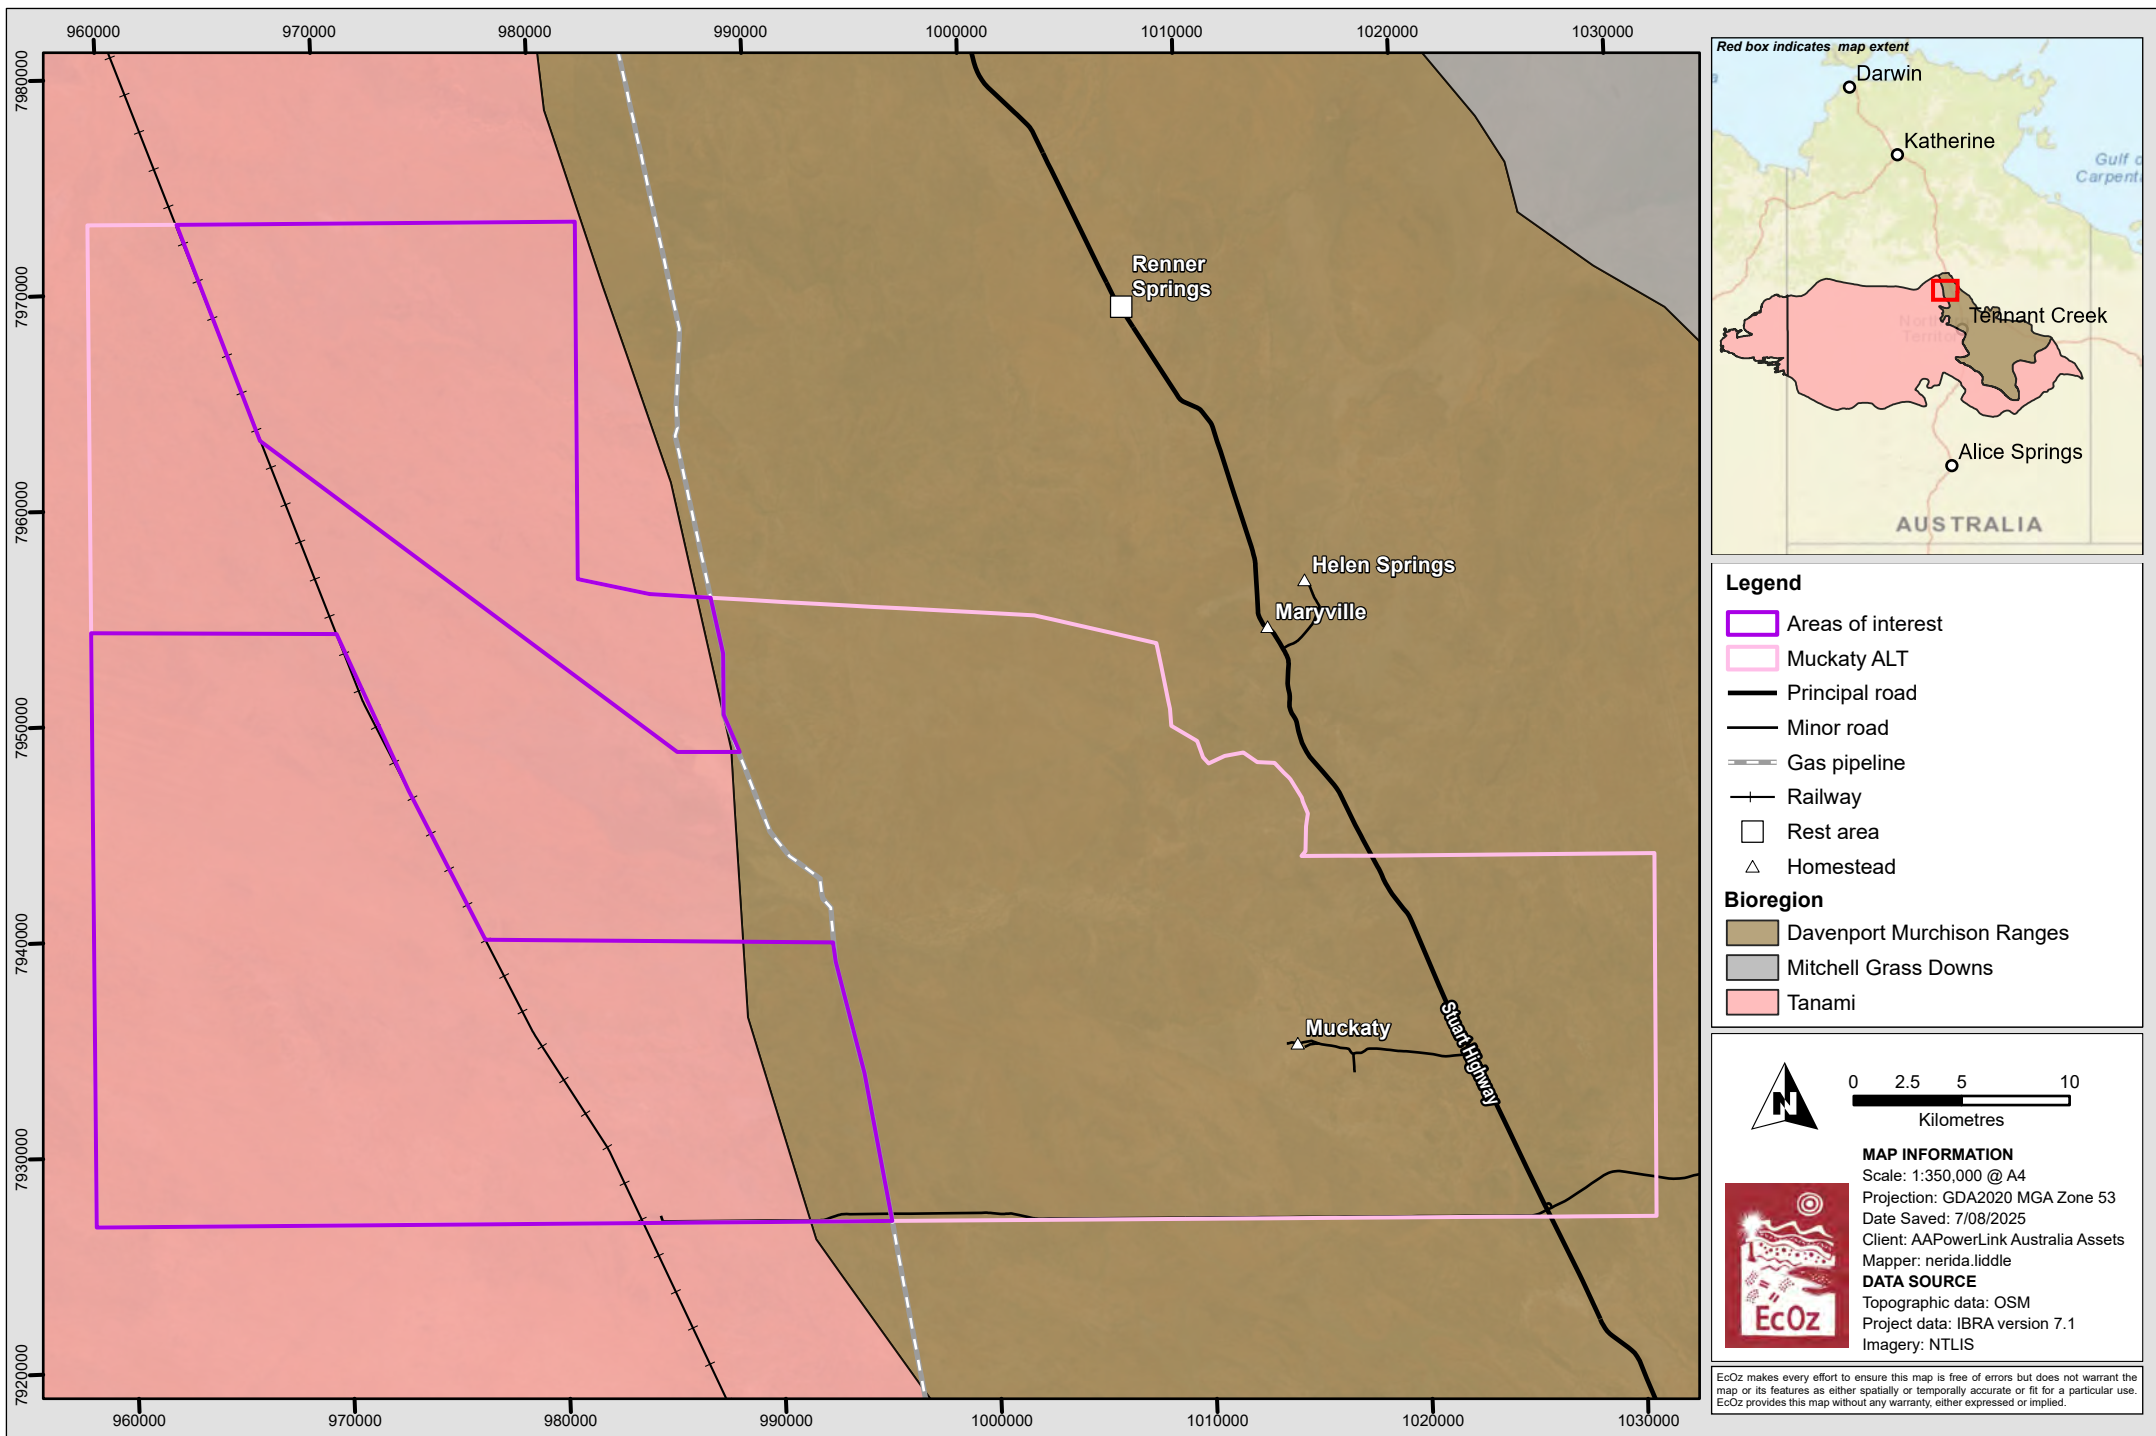 960000 970000 980000 990000 1000000 1010000 1020000 1030000
7980000
7970000
7960000
7950000
7940000
7930000
7920000
Renner
Springs
Helen Springs
Maryville
Muckaty
Stuart Highway
960000 970000 980000 990000 1000000 1010000 1020000 1030000
Red box indicates map extent
Darwin
Katherine
Gulf o
Carpent
Tennant Creek
Alice Springs
AUSTRALIA
Legend
Areas of interest
Muckaty ALT
Principal road
Minor road
Gas pipeline
Railway
Rest area
Homestead
Bioregion
Davenport Murchison Ranges
Mitchell Grass Downs
Tanami
N
0 2.5 5 10
Kilometres
MAP INFORMATION
Scale: 1:350,000 @ A4
Projection: GDA2020 MGA Zone 53
Date Saved: 7/08/2025
Client: AAPowerLink Australia Assets
Mapper: nerida.liddle
DATA SOURCE
Topographic data: OSM
Project data: IBRA version 7.1
Imagery: NTLIS
EcOz
EcOz makes every effort to ensure this map is free of errors but does not warrant the
map or its features as either spatially or temporally accurate or fit for a particular use.
EcOz provides this map without any warranty, either expressed or implied.